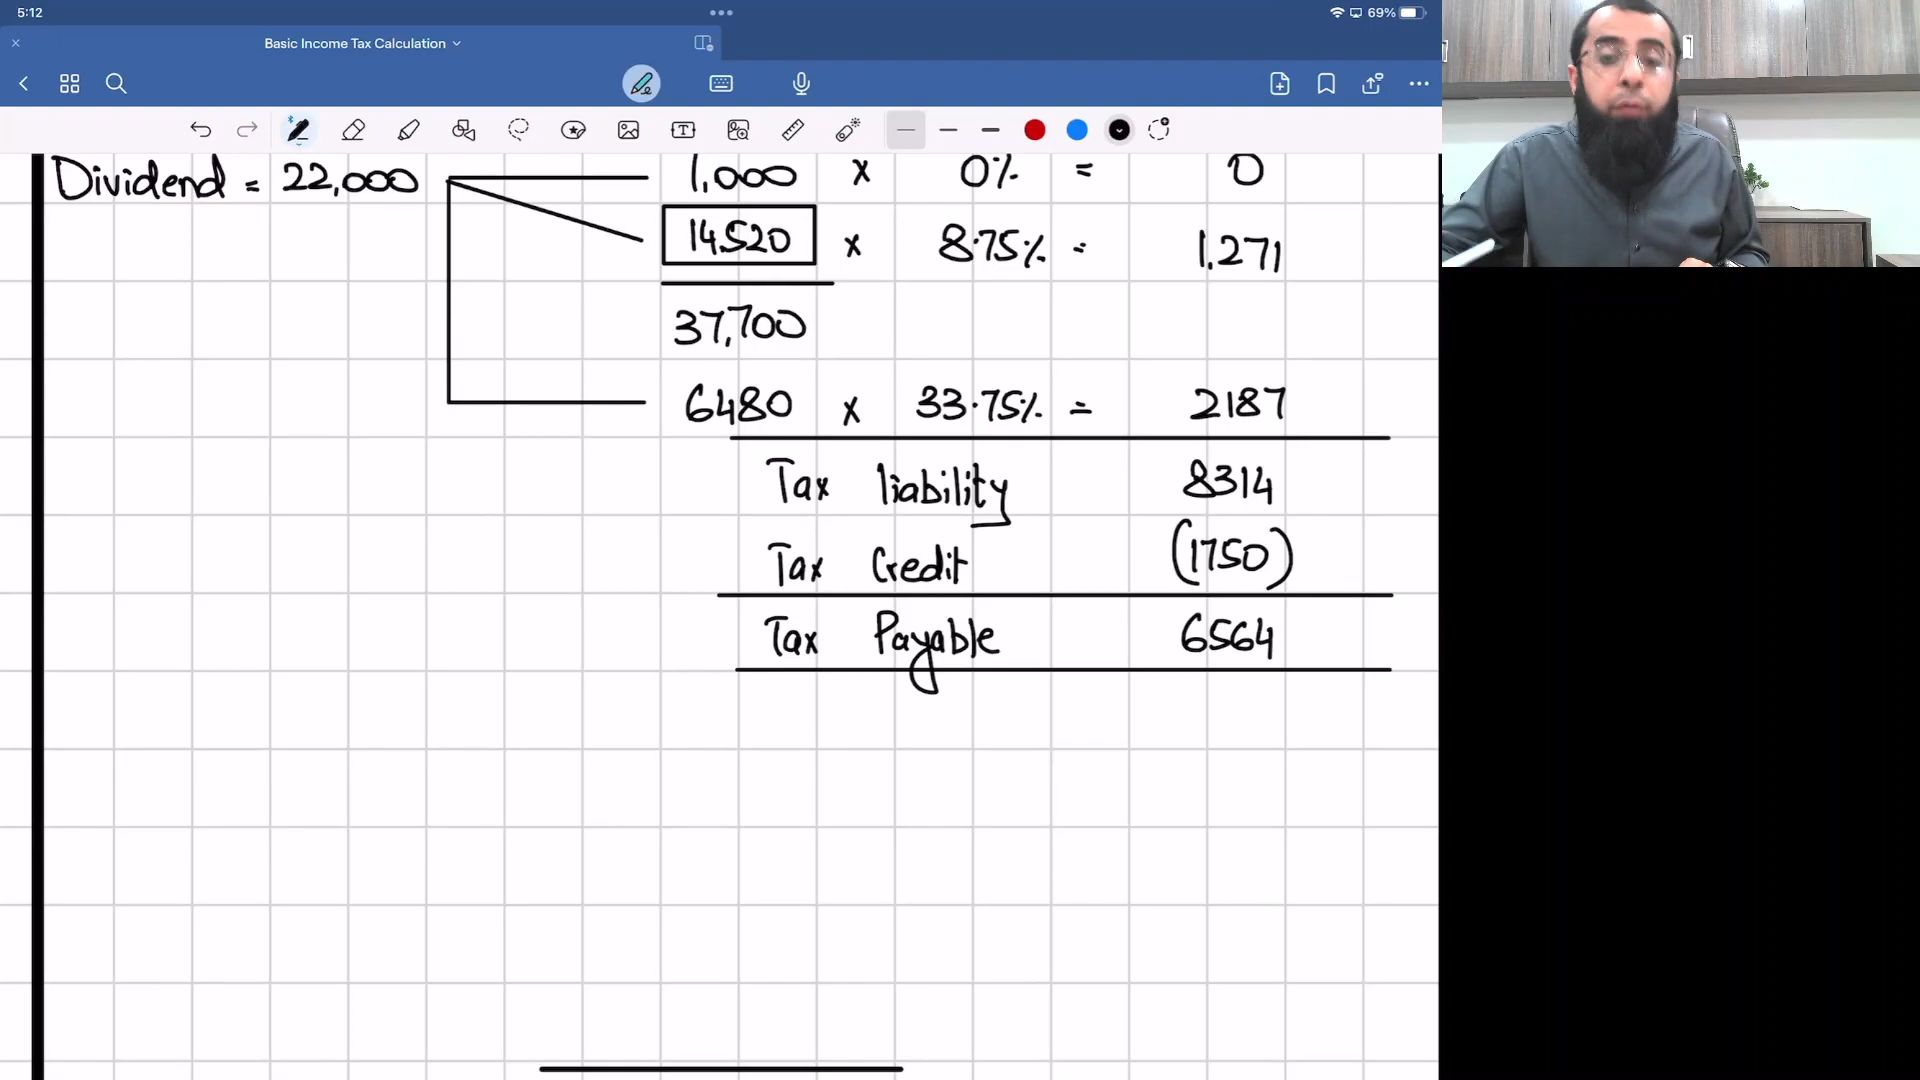 5:12
69%
Basic Income Tax Calculation
Dividend = 22,000
1,000 x 0% = 0
14,520 x 8.75% = 1,271
37,700
6480 x 33.75% = 2187
Tax liability 8314
Tax Credit (1750)
Tax Payable 6564